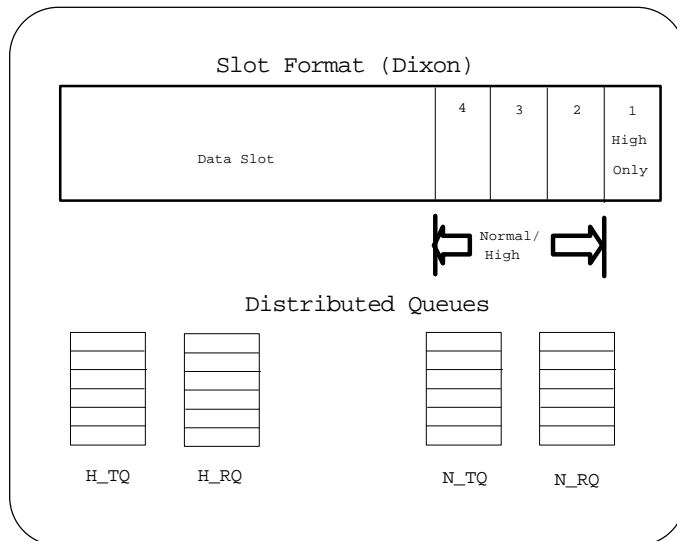 Slot Format (Dixon)
Data Slot
4
3
2
1
High
Only
Normal/
High
Distributed Queues
H_TQ
H_RQ
N_TQ
N_RQ